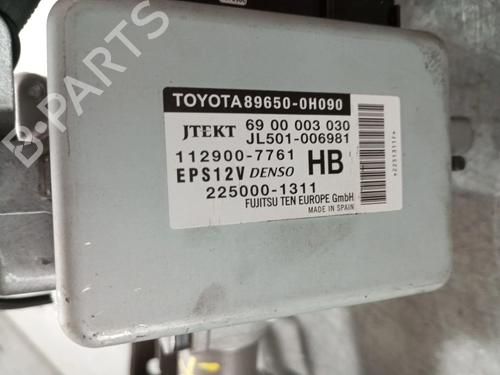 TOYOTA89650-0H090
JTEKT 69 00 003 030
JL501-006981
112900-7761 HB
EPS12V DENSO
225000-1311
FUJITSU TEN EUROPE GmbH
MADE IN SPAIN